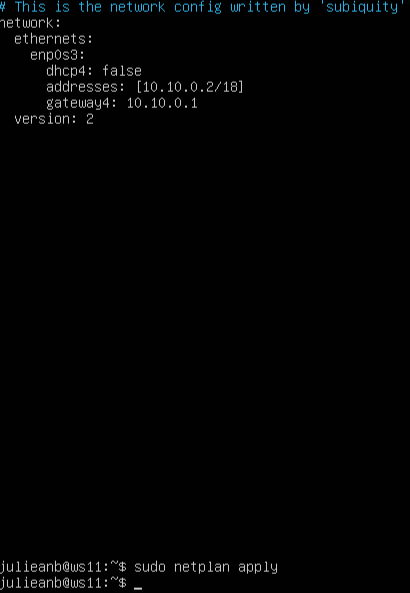 # This is the network config written by 'subiquity'
network:
  ethernets:
    enp0s3:
      dhcp4: false
      addresses: [10.10.0.2/18]
      gateway4: 10.10.0.1
  version: 2
julieanb@ws11:~$ sudo netplan apply
julieanb@ws11:~$ _